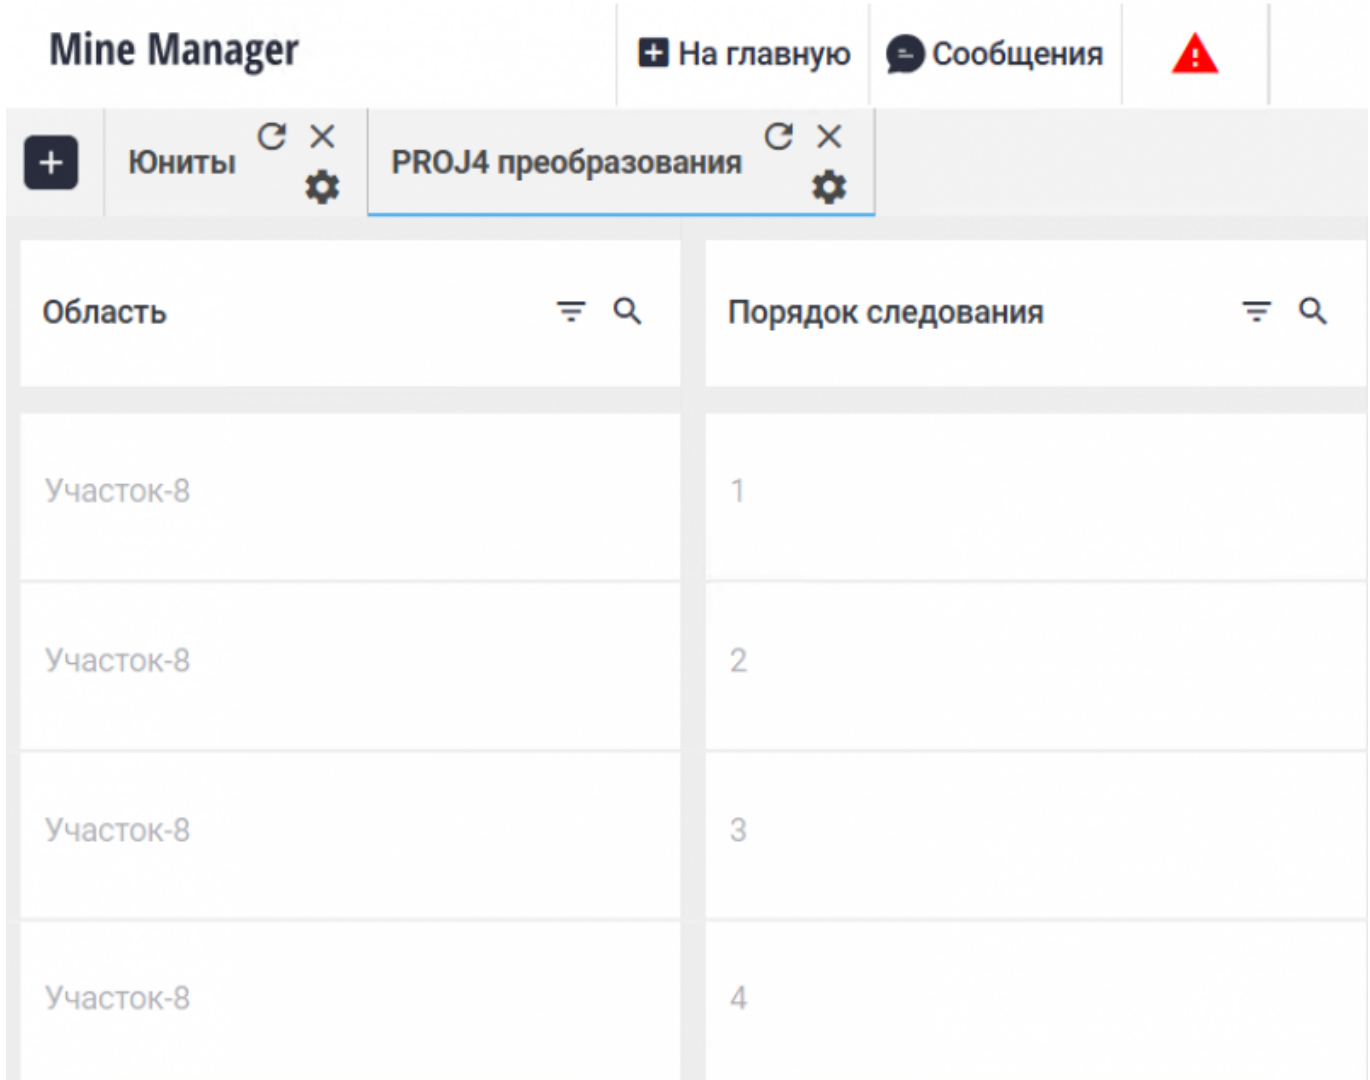 Mine Manager
На главную
Сообщения
Юниты
PROJ4 преобразования
Область
Порядок следования
Участок-8
1
Участок-8
2
Участок-8
3
Участок-8
4